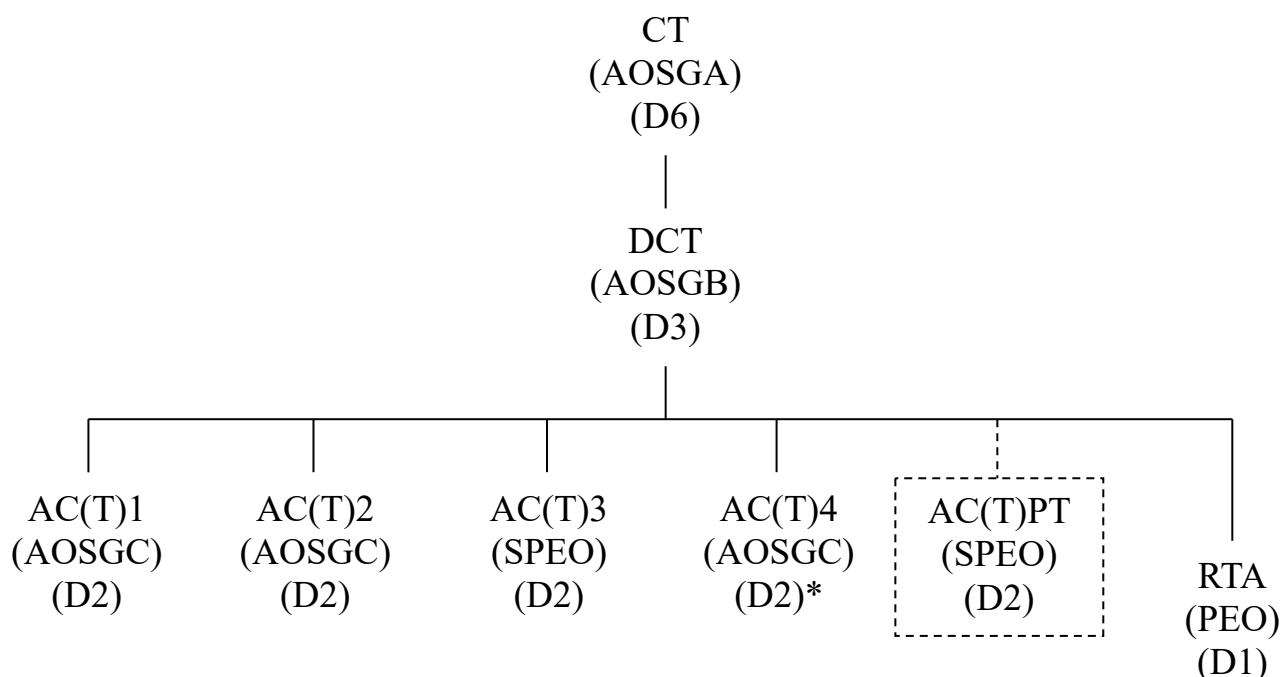 CT
(AOSGA)
(D6)
DCT
(AOSGB)
(D3)
AC(T)1
(AOSGC)
(D2)
AC(T)2
(AOSGC)
(D2)
AC(T)3
(SPEO)
(D2)
AC(T)4
(AOSGC)
(D2)*
AC(T)PT
(SPEO)
(D2)
RTA
(PEO)
(D1)